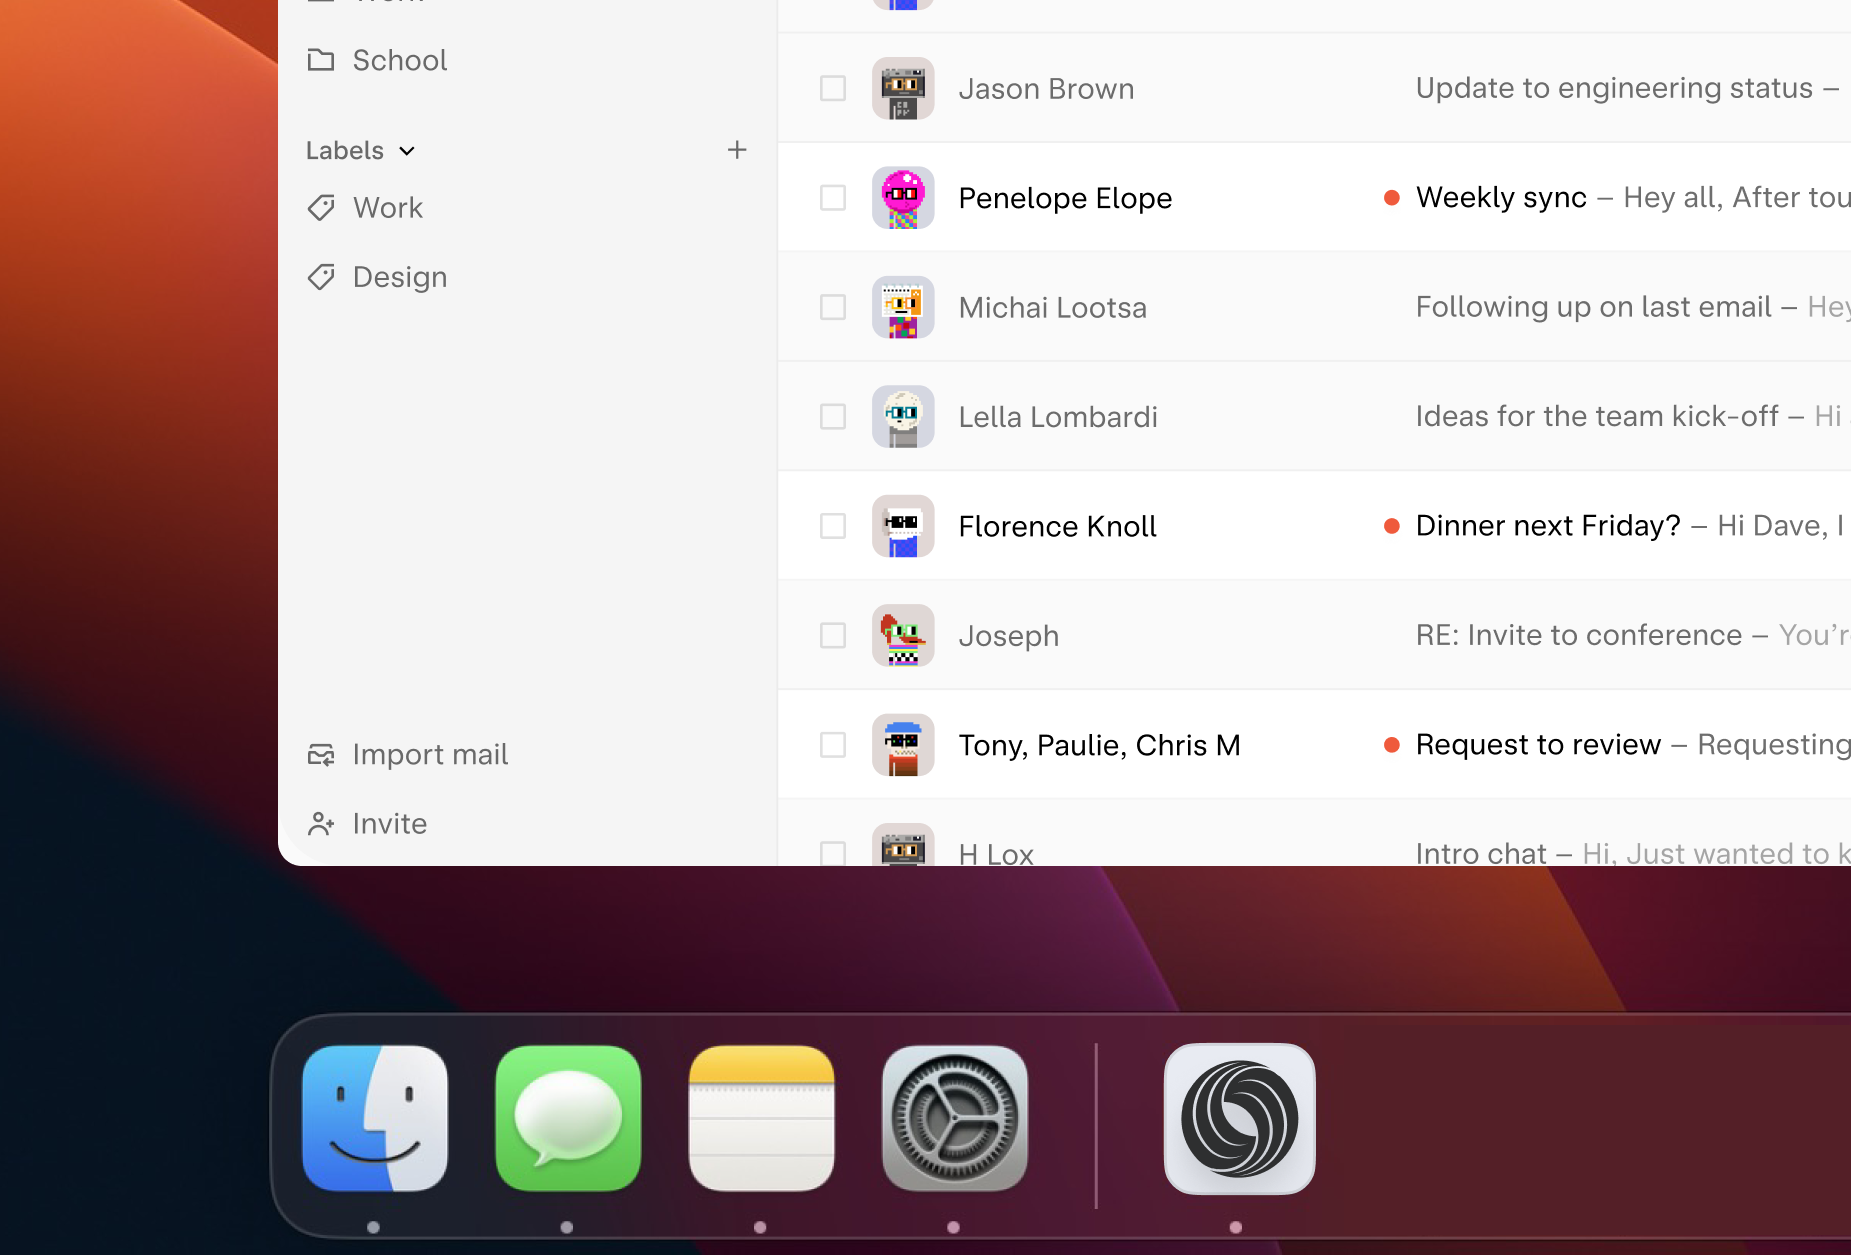 Work
School
Labels
Work
Design
Import mail
Invite
Jason Brown Update to engineering status –
Penelope Elope Weekly sync – Hey all, After tou
Michai Lootsa Following up on last email – Hey
Lella Lombardi Ideas for the team kick-off – Hi
Florence Knoll Dinner next Friday? – Hi Dave, I
Joseph RE: Invite to conference – You're
Tony, Paulie, Chris M Request to review – Requesting
H Lox Intro chat – Hi, Just wanted to k